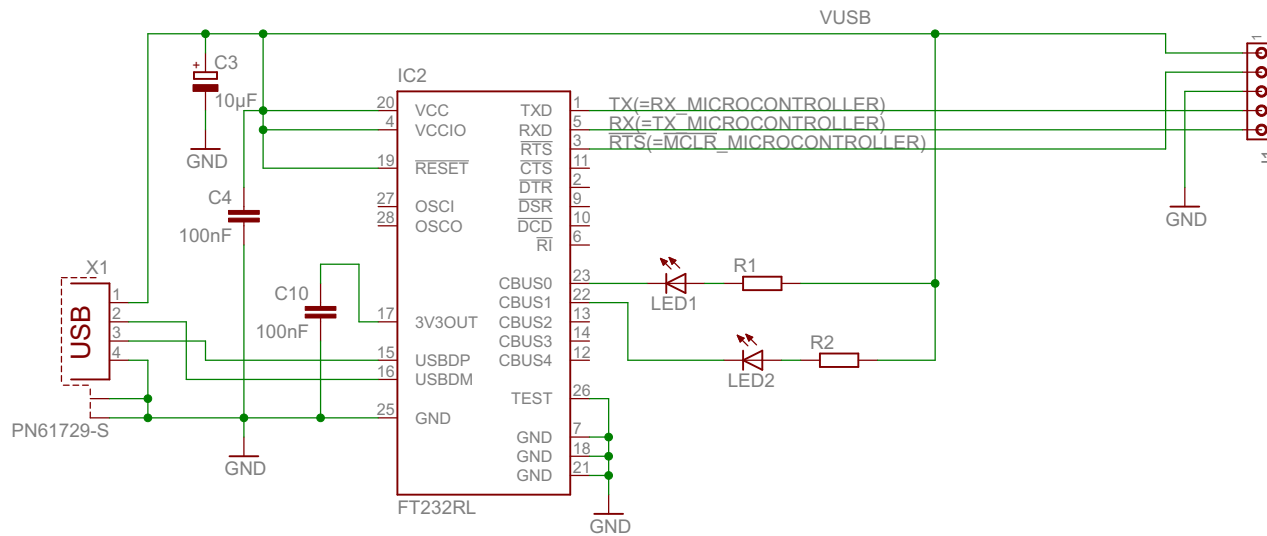 VUSB
1
+ C3
10µF
GND
IC2
20 VCC TXD 1 TX(=RX_MICROCONTROLLER)
4 VCCIO RXD 5 RX(=TX_MICROCONTROLLER)
RTS 3 RTS(=MCLR_MICROCONTROLLER)
19 RESET CTS 11
DTR 2
27 OSCI DSR 9
28 OSCO DCD 10
RI 6
C4
100nF
GND
X1
USB
1
2
3
4
PN61729-S
C10
100nF
CBUS0 23
CBUS1 22
17 3V3OUT CBUS2 13
CBUS3 14
15 USBDP CBUS4 12
16 USBDM
TEST 26
25 GND
GND 7
GND 18
GND 21
LED1
R1
LED2
R2
GND
FT232RL
GND